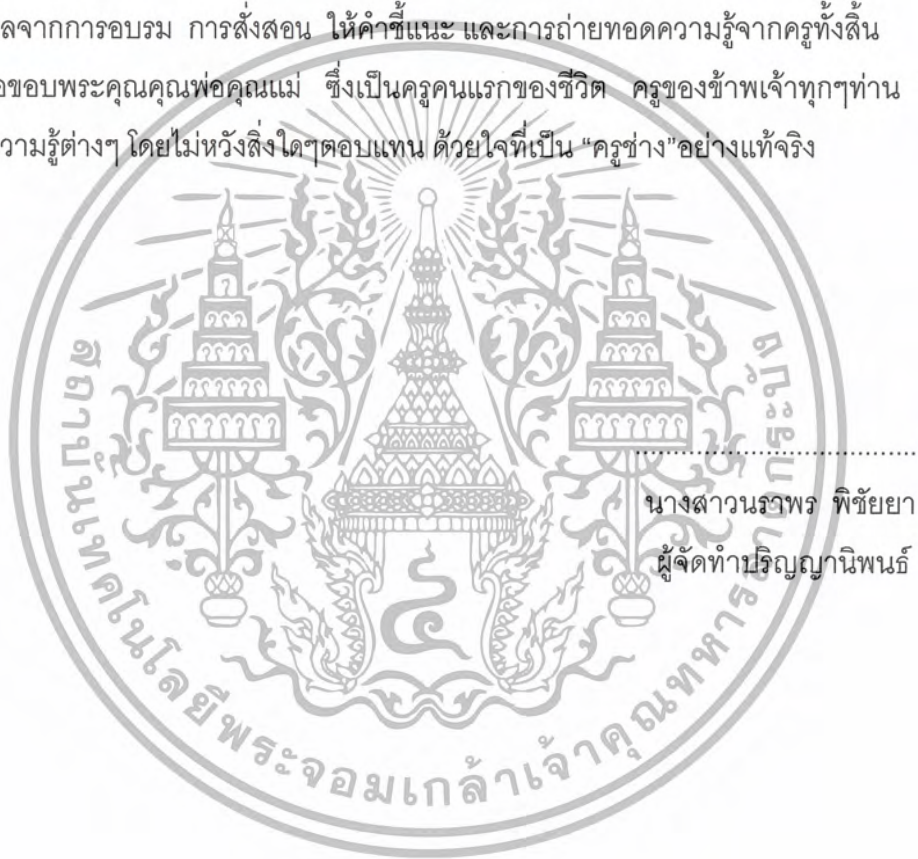 ลจากการอบรม การสั่งสอน ให้คำชี้แนะ และการถ่ายทอดความรู้จากครูทั้งสิ้น
อขอบพระคุณคุณพ่อคุณแม่ ซึ่งเป็นครูคนแรกของชีวิต ครูของข้าพเจ้าทุกๆท่าน
วามรู้ต่างๆ โดยไม่หวังสิ่งใดๆตอบแทน ด้วยใจที่เป็น “ครูช่าง”อย่างแท้จริง
นางสาวนราพร พิชัยยา
ผู้จัดทำปริญญานิพนธ์
สถาบันเทคโนโลยีพระจอมเกล้าเจ้าคุณทหารลาดกระบัง
๔